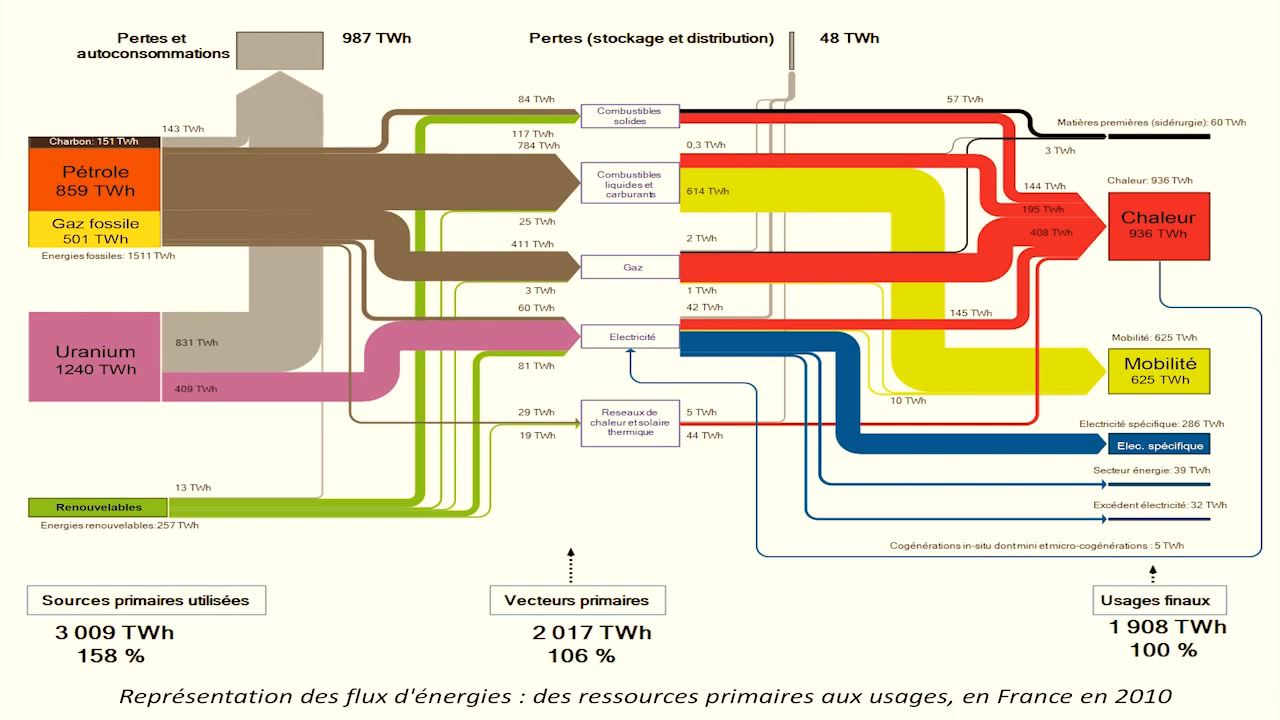 Pertes et
autoconsommations
987 TWh
Pertes (stockage et distribution)
48 TWh
84 TWh
57 TWh
Combustibles
solides
Matières premières (sidérurgie): 60 TWh
143 TWh
Charbon: 151 TWh
117 TWh
784 TWh
0,3 TWh
3 TWh
Pétrole
859 TWh
Combustibles
liquides et
carburants
614 TWh
144 TWh
Chaleur: 936 TWh
195 TWh
Chaleur
936 TWh
408 TWh
Gaz fossile
501 TWh
25 TWh
Energies fossiles: 1511 TWh
411 TWh
2 TWh
Gaz
3 TWh
1 TWh
60 TWh
42 TWh
145 TWh
Uranium
1240 TWh
831 TWh
Electricité
Mobilité: 625 TWh
Mobilité
625 TWh
81 TWh
409 TWh
10 TWh
29 TWh
Reseaux de
chaleur et solaire
thermique
5 TWh
19 TWh
44 TWh
Electricité spécifique: 286 TWh
Elec. spécifique
Secteur énergie: 39 TWh
13 TWh
Renouvelables
Excédent électricité: 32 TWh
Energies renouvelables: 257 TWh
Cogénérations in-situ dont mini et micro-cogénérations : 5 TWh
Sources primaires utilisées
Vecteurs primaires
Usages finaux
3 009 TWh
2 017 TWh
1 908 TWh
158 %
106 %
100 %
Représentation des flux d'énergies : des ressources primaires aux usages, en France en 2010